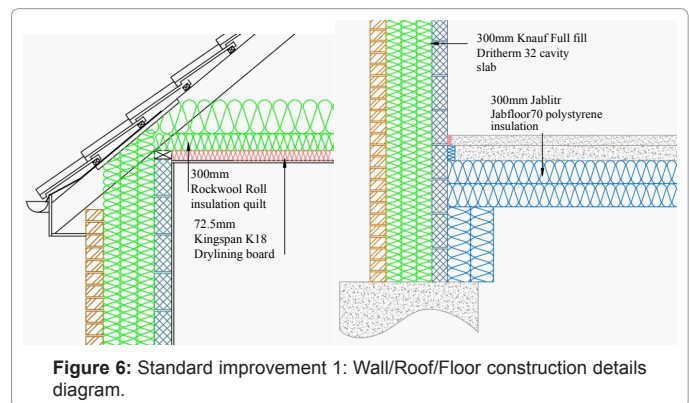 300mm
Rockwool Roll
insulation quilt
72.5mm
Kingspan K18
Drylining board
300mm Knauf Full fill
Dritherm 32 cavity
slab
300mm Jablitr
Jabfloor70 polystyrene
insulation
Figure 6: Standard improvement 1: Wall/Roof/Floor construction details
diagram.